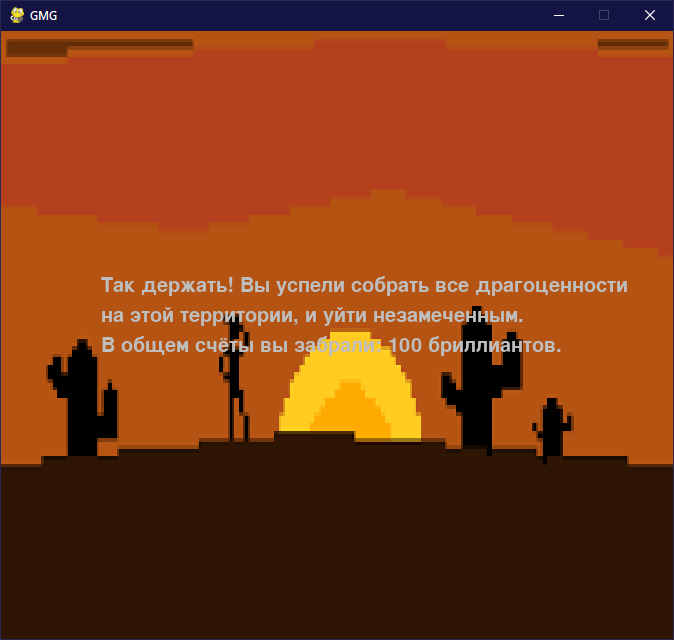 GMG
Так держать! Вы успели собрать все драгоценности
на этой территории, и уйти незамеченным.
В общем счёты вы забрали: 100 бриллиантов.